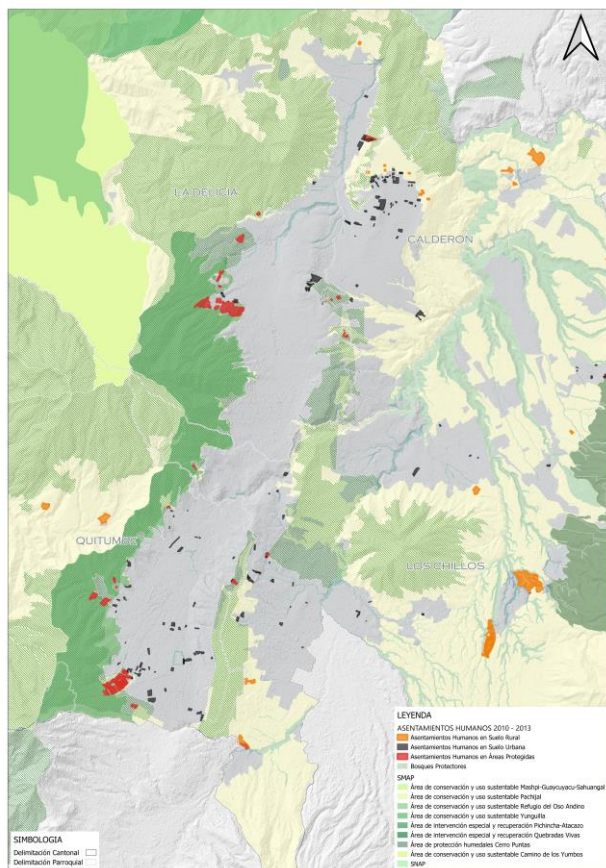 LA DELICIA
CALDERON
QUITUMBE
LOS CHILLOS
LEYENDA
ASENTAMIENTOS HUMANOS 2010 - 2013
Asentamientos Humanos en Suelo Rural
Asentamientos Humanos en Suelo Urbana
Asentamientos Humanos en Áreas Protegidas
Bosques Protectores
SMAP
Área de conservación y uso sustentable Mashpi-Guaycuyacu-Sahuangal
Área de conservación y uso sustentable Pachijal
Área de conservación y uso sustentable Refugio del Oso Andino
Área de conservación y uso sustentable Yunguilla
Área de intervención especial y recuperación Pichincha-Atacazo
Área de intervención especial y recuperación Quebradas Vivas
Área de protección humedales Cerro Puntas
Área de conservación y uso sustentable Camino de los Yumbos
SNAP
SIMBOLOGIA
Delimitación Cantonal
Delimitación Parroquial